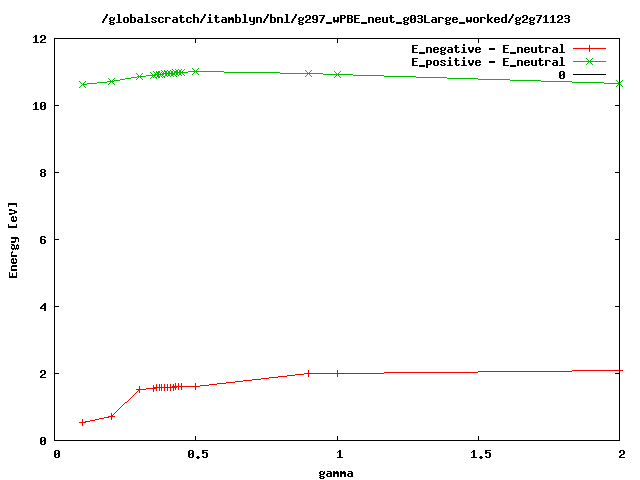 /globalscratch/itamblyn/bnl/g297_wPBE_neut_g03Large_worked/g2g71123
E_negative - E_neutral
E_positive - E_neutral
0
12
10
8
6
4
2
0
Energy [eV]
0
0.5
1
1.5
2
gamma